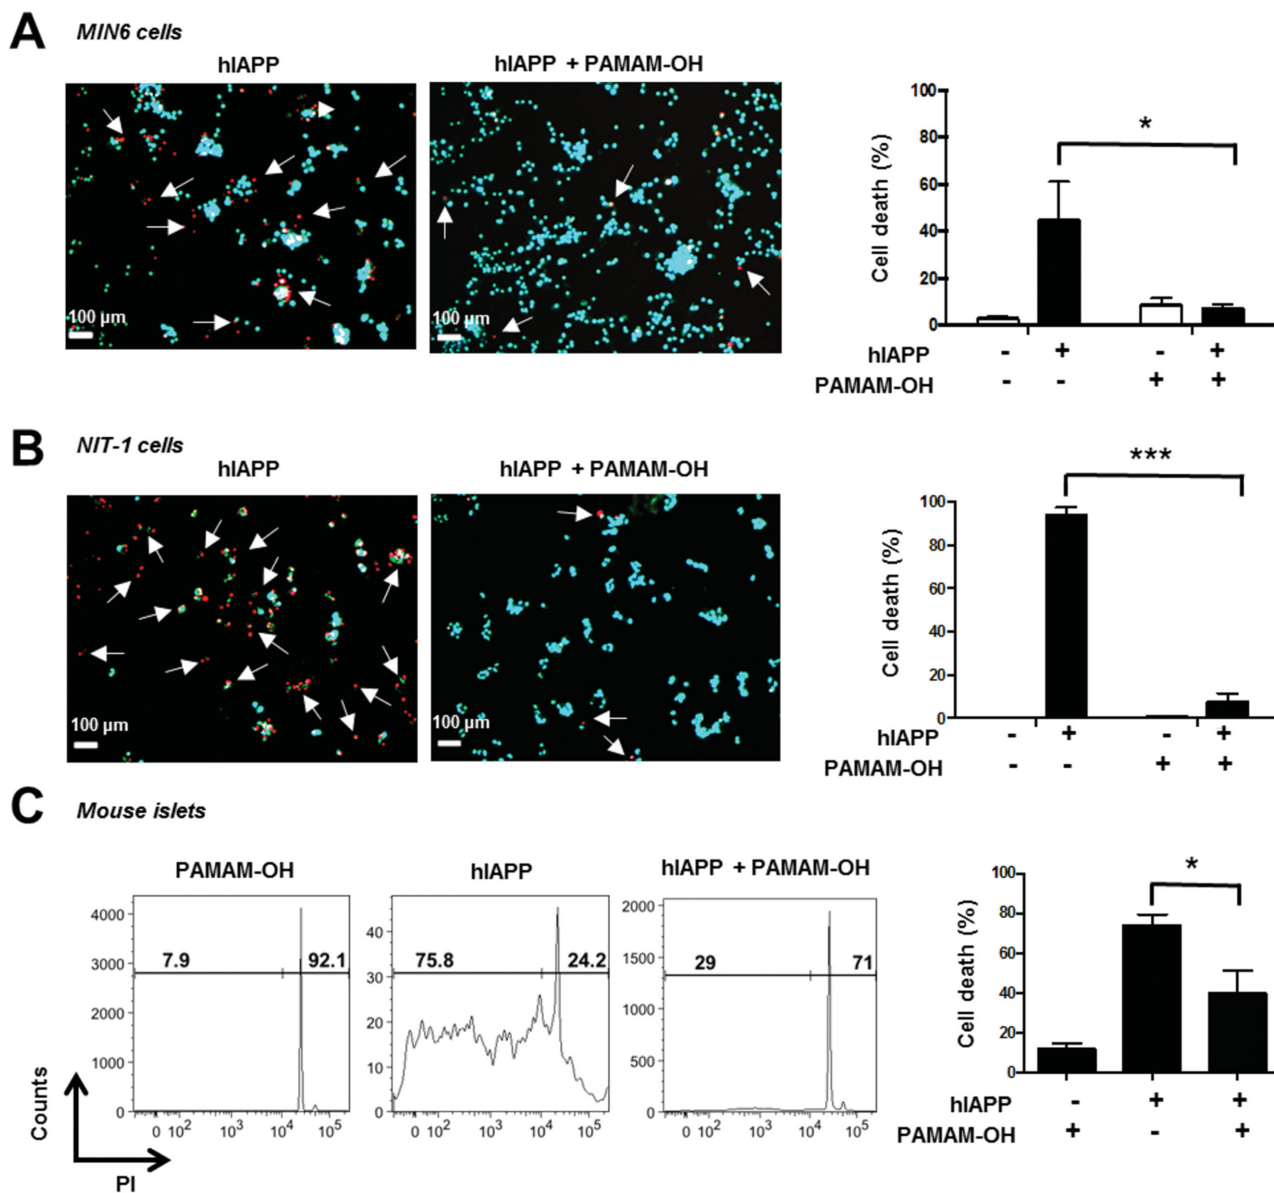 A MIN6 cells
hIAPP
hIAPP + PAMAM-OH
100 µm
100 µm
100
80
60
40
20
0
Cell death (%)
*
hIAPP - + - +
PAMAM-OH - - + +
B NIT-1 cells
hIAPP
hIAPP + PAMAM-OH
100 µm
100 µm
100
80
60
40
20
0
Cell death (%)
***
hIAPP - + - +
PAMAM-OH - - + +
C Mouse islets
PAMAM-OH
4000
3000
2000
1000
0
7.9 92.1
0 10² 10³ 10⁴ 10⁵
hIAPP
40
30
20
10
0
75.8 24.2
0 10² 10³ 10⁴ 10⁵
hIAPP + PAMAM-OH
2000
1500
1000
500
0
29 71
0 10² 10³ 10⁴ 10⁵
Counts
PI
100
80
60
40
20
0
Cell death (%)
*
hIAPP - + +
PAMAM-OH + - +